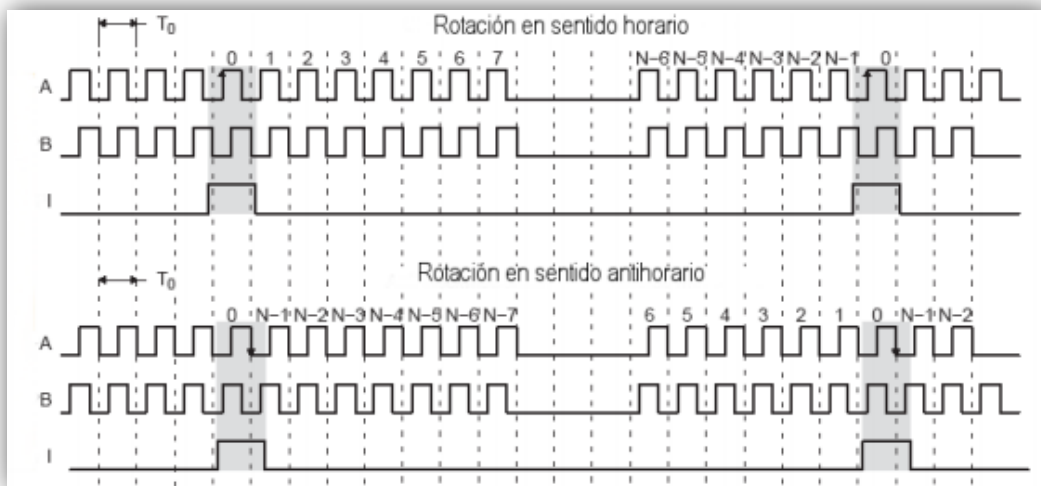 T₀
Rotación en sentido horario
0 1 2 3 4 5 6 7 N–6 N–5 N–4 N–3 N–2 N–1 0
A
B
I
T₀
Rotación en sentido antihorario
0 N–1 N–2 N–3 N–4 N–5 N–6 N–7 6 5 4 3 2 1 0 N–1 N–2
A
B
I